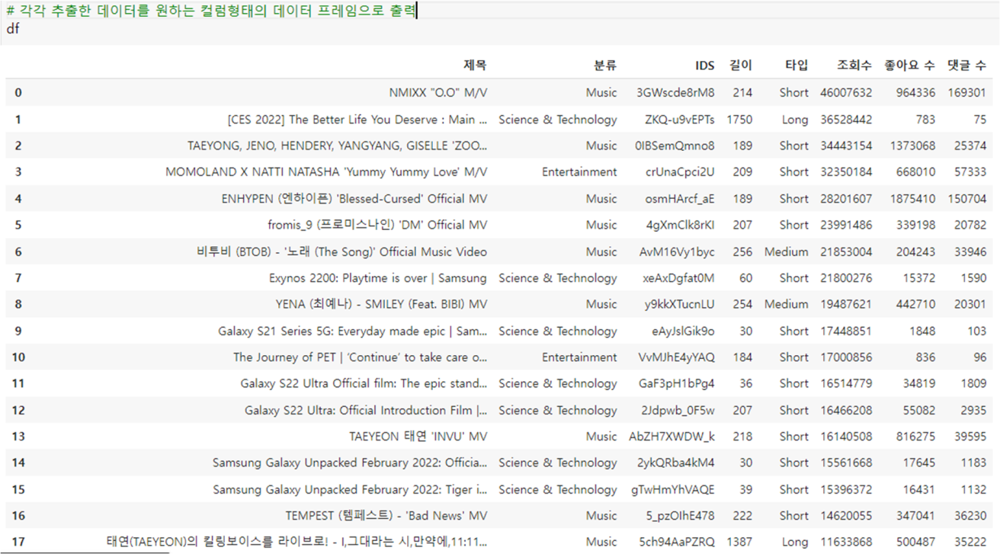 # 각각 추출한 데이터를 원하는 컬럼형태의 데이터 프레임으로 출력
df
제목 분류 IDS 길이 타입 조회수 좋아요 수 댓글 수
0 NMIXX "O.O" M/V Music 3GWscde8rM8 214 Short 46007632 964336 169301
1 [CES 2022] The Better Life You Deserve : Main ... Science & Technology ZKQ-u9vEPTs 1750 Long 36528442 783 75
2 TAEYONG, JENO, HENDERY, YANGYANG, GISELLE 'ZOO... Music 0IBSemQmno8 189 Short 34443154 1373068 25374
3 MOMOLAND X NATTI NATASHA 'Yummy Yummy Love' M/V Entertainment crUnaCpci2U 209 Short 32350184 668010 57333
4 ENHYPEN (엔하이픈) 'Blessed-Cursed' Official MV Music osmHArcf_aE 189 Short 28201607 1875410 150704
5 fromis_9 (프로미스나인) 'DM' Official MV Music 4gXmClk8rKI 207 Short 23991486 339198 20782
6 비투비 (BTOB) - '노래 (The Song)' Official Music Video Music AvM16Vy1byc 256 Medium 21853004 204243 33946
7 Exynos 2200: Playtime is over | Samsung Science & Technology xeAxDgfat0M 60 Short 21800276 15372 1590
8 YENA (최예나) - SMILEY (Feat. BIBI) MV Music y9kkXTucnLU 254 Medium 19487621 442710 20301
9 Galaxy S21 Series 5G: Everyday made epic | Sam... Science & Technology eAyJslGik9o 30 Short 17448851 1848 103
10 The Journey of PET | ‘Continue’ to take care o... Entertainment VvMJhE4yYAQ 184 Short 17000856 836 96
11 Galaxy S22 Ultra Official film: The epic stand... Science & Technology GaF3pH1bPg4 36 Short 16514779 34819 1809
12 Galaxy S22 Ultra: Official Introduction Film |... Science & Technology 2Jdpwb_0F5w 207 Short 16466208 55082 2935
13 TAEYEON 태연 'INVU' MV Music AbZH7XWDW_k 218 Short 16140508 816275 39595
14 Samsung Galaxy Unpacked February 2022: Officia... Science & Technology 2ykQRba4kM4 30 Short 15561668 17645 1183
15 Samsung Galaxy Unpacked February 2022: Tiger i... Science & Technology gTwHmYhVAQE 39 Short 15396372 16431 1132
16 TEMPEST (템페스트) - 'Bad News' MV Music 5_pzOIhE478 222 Short 14620055 347041 36230
17 태연(TAEYEON)의 킬링보이스를 라이브로! - I,그대라는 시,만약에,11:11... Music 5ch94AaPZRQ 1387 Long 11633868 500487 35222